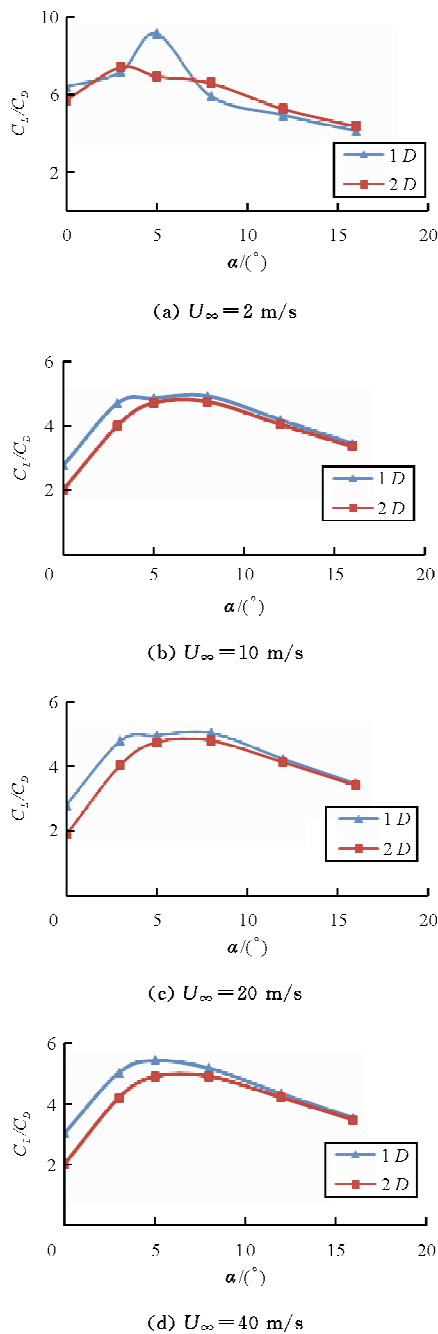 10
6
2
C_L/C_D
1 D
2 D
0 5 10 15 20
α/(°)
(a) U∞=2 m/s
6
4
2
C_L/C_D
1 D
2 D
0 5 10 15 20
α/(°)
(b) U∞=10 m/s
6
4
2
C_L/C_D
1 D
2 D
0 5 10 15 20
α/(°)
(c) U∞=20 m/s
6
4
2
C_L/C_D
1 D
2 D
0 5 10 15 20
α/(°)
(d) U∞=40 m/s